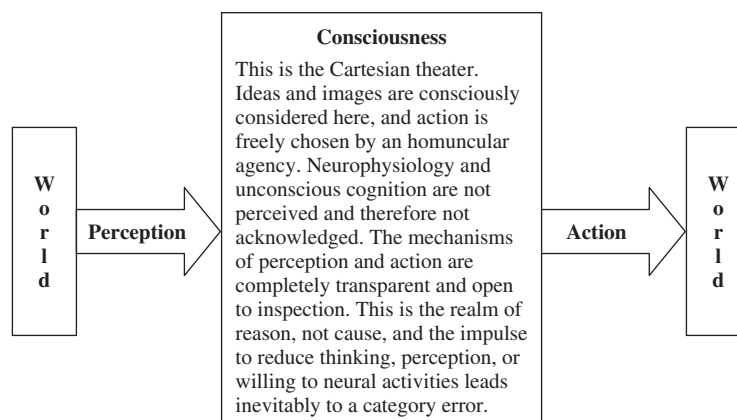 World
Perception
Consciousness
This is the Cartesian theater.
Ideas and images are consciously
considered here, and action is
freely chosen by an homuncular
agency. Neurophysiology and
unconscious cognition are not
perceived and therefore not
acknowledged. The mechanisms
of perception and action are
completely transparent and open
to inspection. This is the realm of
reason, not cause, and the impulse
to reduce thinking, perception, or
willing to neural activities leads
inevitably to a category error.
Action
World